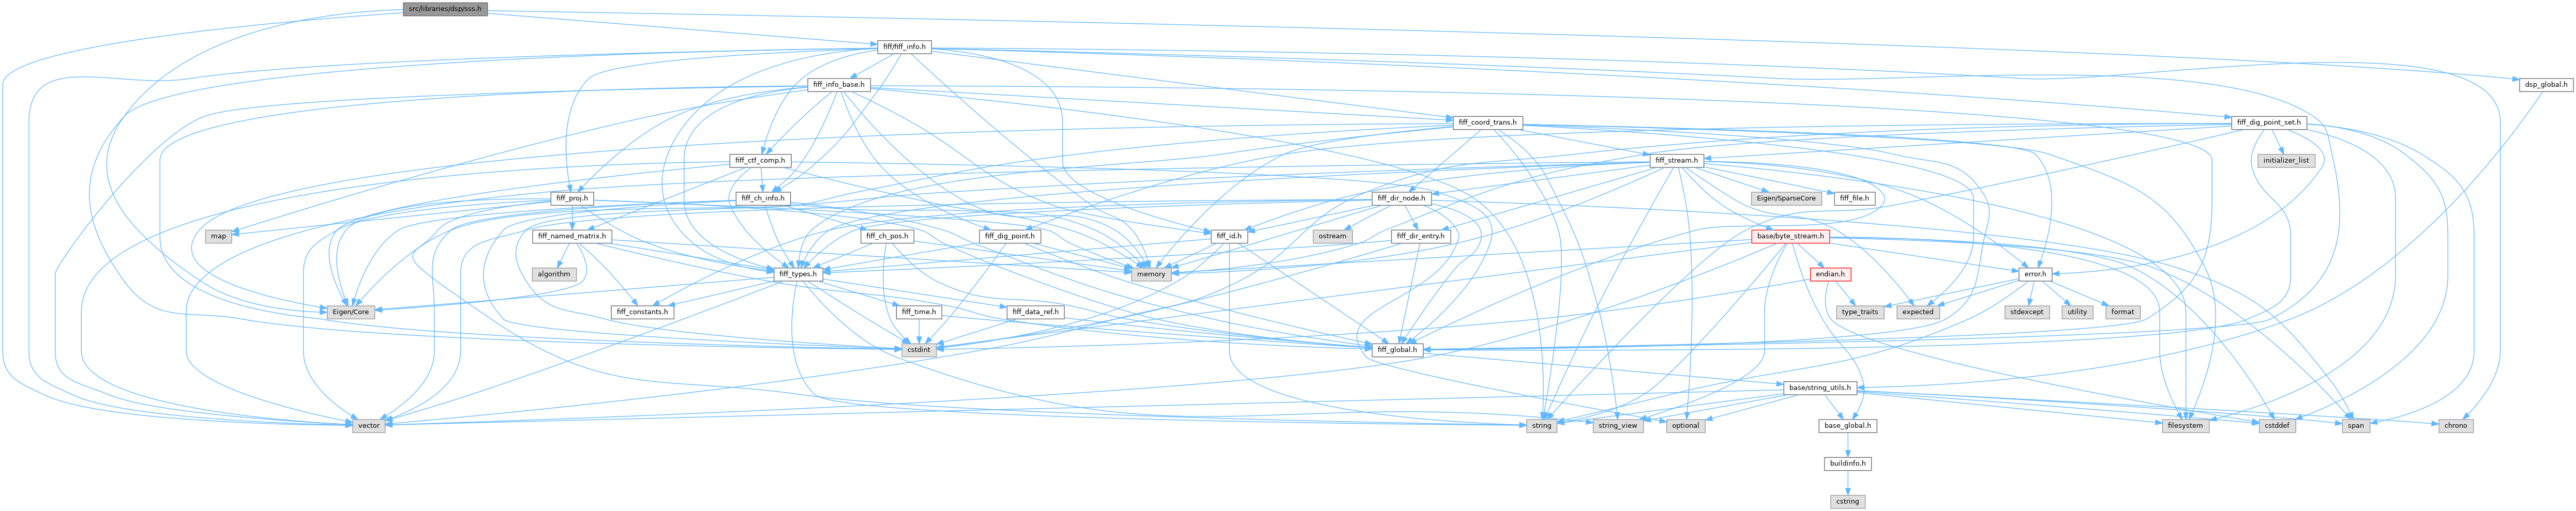 src/libraries/dsp/sss.h
fiff/fiff_info.h
fiff_info_base.h
dsp_global.h
fiff_coord_trans.h
fiff_dig_point_set.h
fiff_ctf_comp.h
fiff_stream.h
initializer_list
fiff_proj.h
fiff_ch_info.h
fiff_dir_node.h
Eigen/SparseCore
fiff_file.h
map
fiff_named_matrix.h
fiff_ch_pos.h
fiff_dig_point.h
fiff_id.h
ostream
fiff_dir_entry.h
base/byte_stream.h
algorithm
fiff_types.h
memory
endian.h
error.h
Eigen/Core
fiff_constants.h
fiff_time.h
fiff_data_ref.h
type_traits
expected
stdexcept
utility
format
cstdint
fiff_global.h
base/string_utils.h
vector
string
string_view
optional
base_global.h
filesystem
cstddef
span
chrono
buildinfo.h
cstring